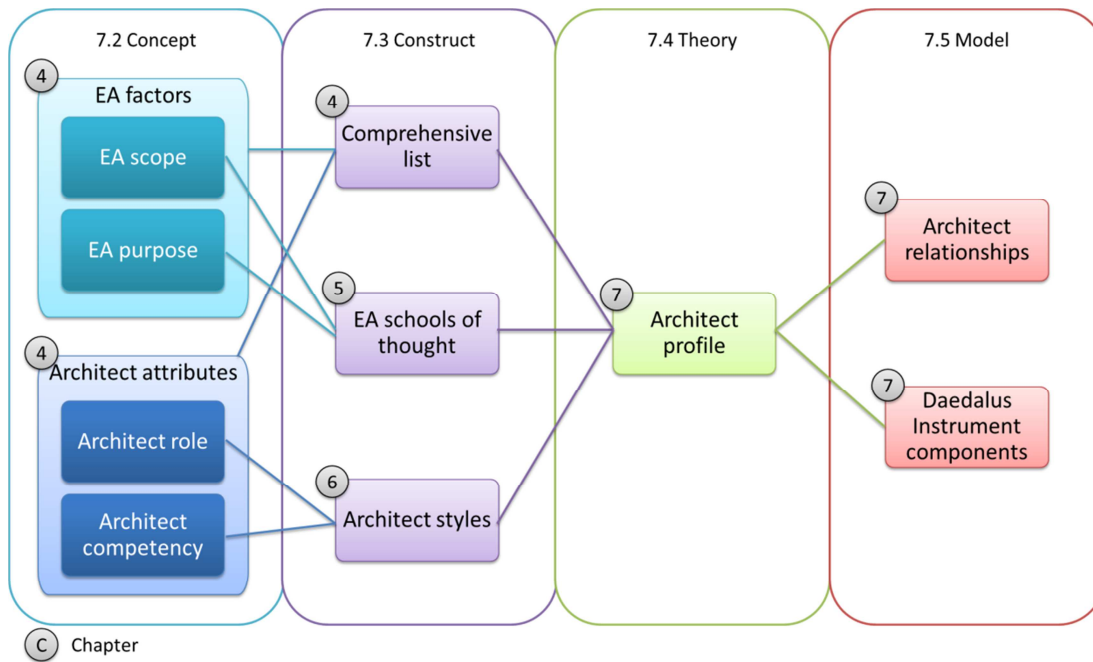 7.2 Concept
4
EA factors
EA scope
EA purpose
4
Architect attributes
Architect role
Architect
competency
7.3 Construct
4
Comprehensive
list
5
EA schools of
thought
6
Architect styles
7.4 Theory
7
Architect
profile
7.5 Model
7
Architect
relationships
7
Daedalus
Instrument
components
C Chapter